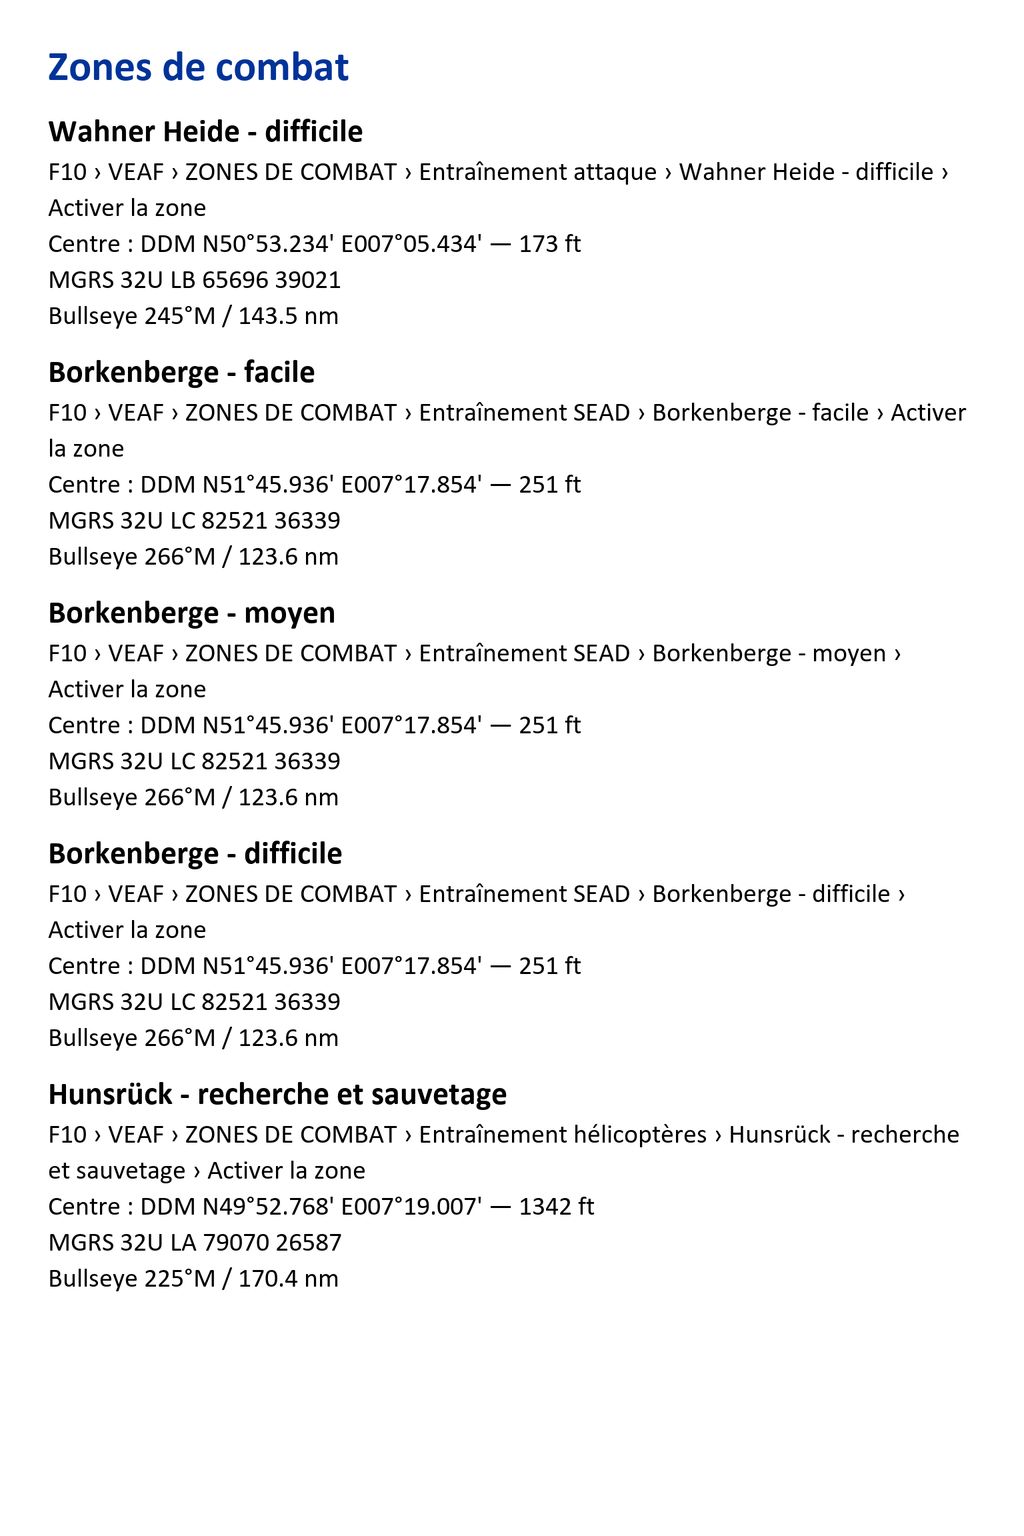 Zones de combat
Wahner Heide - difficile
F10 › VEAF › ZONES DE COMBAT › Entraînement attaque › Wahner Heide - difficile ›
Activer la zone
Centre : DDM N50°53.234' E007°05.434' — 173 ft
MGRS 32U LB 65696 39021
Bullseye 245°M / 143.5 nm
Borkenberge - facile
F10 › VEAF › ZONES DE COMBAT › Entraînement SEAD › Borkenberge - facile › Activer
la zone
Centre : DDM N51°45.936' E007°17.854' — 251 ft
MGRS 32U LC 82521 36339
Bullseye 266°M / 123.6 nm
Borkenberge - moyen
F10 › VEAF › ZONES DE COMBAT › Entraînement SEAD › Borkenberge - moyen ›
Activer la zone
Centre : DDM N51°45.936' E007°17.854' — 251 ft
MGRS 32U LC 82521 36339
Bullseye 266°M / 123.6 nm
Borkenberge - difficile
F10 › VEAF › ZONES DE COMBAT › Entraînement SEAD › Borkenberge - difficile ›
Activer la zone
Centre : DDM N51°45.936' E007°17.854' — 251 ft
MGRS 32U LC 82521 36339
Bullseye 266°M / 123.6 nm
Hunsrück - recherche et sauvetage
F10 › VEAF › ZONES DE COMBAT › Entraînement hélicoptères › Hunsrück - recherche
et sauvetage › Activer la zone
Centre : DDM N49°52.768' E007°19.007' — 1342 ft
MGRS 32U LA 79070 26587
Bullseye 225°M / 170.4 nm